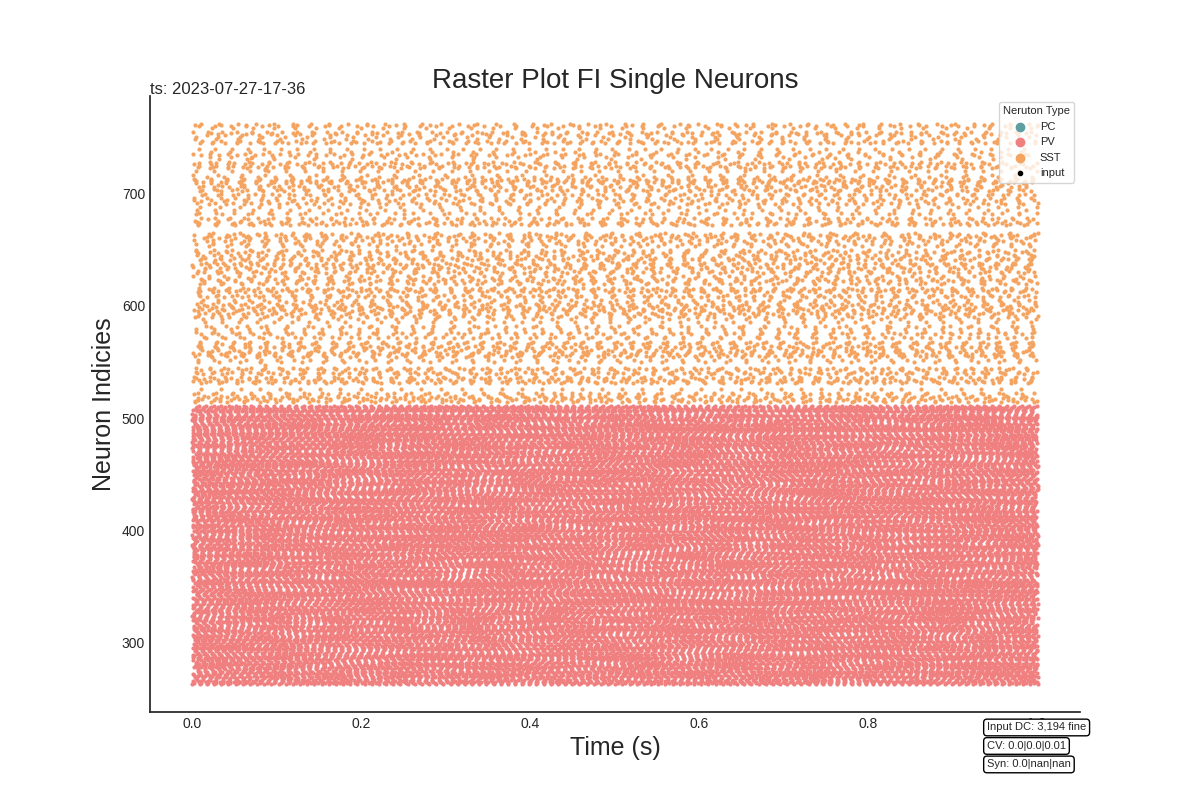 Raster Plot FI Single Neurons
ts: 2023-07-27-17-36
Neruton Type
PC
PV
SST
input
Neuron Indicies
700
600
500
400
300
0.0
0.2
0.4
0.6
0.8
Time (s)
Input DC: 3,194 fine
CV: 0.0|0.0|0.01
Syn: 0.0|nan|nan